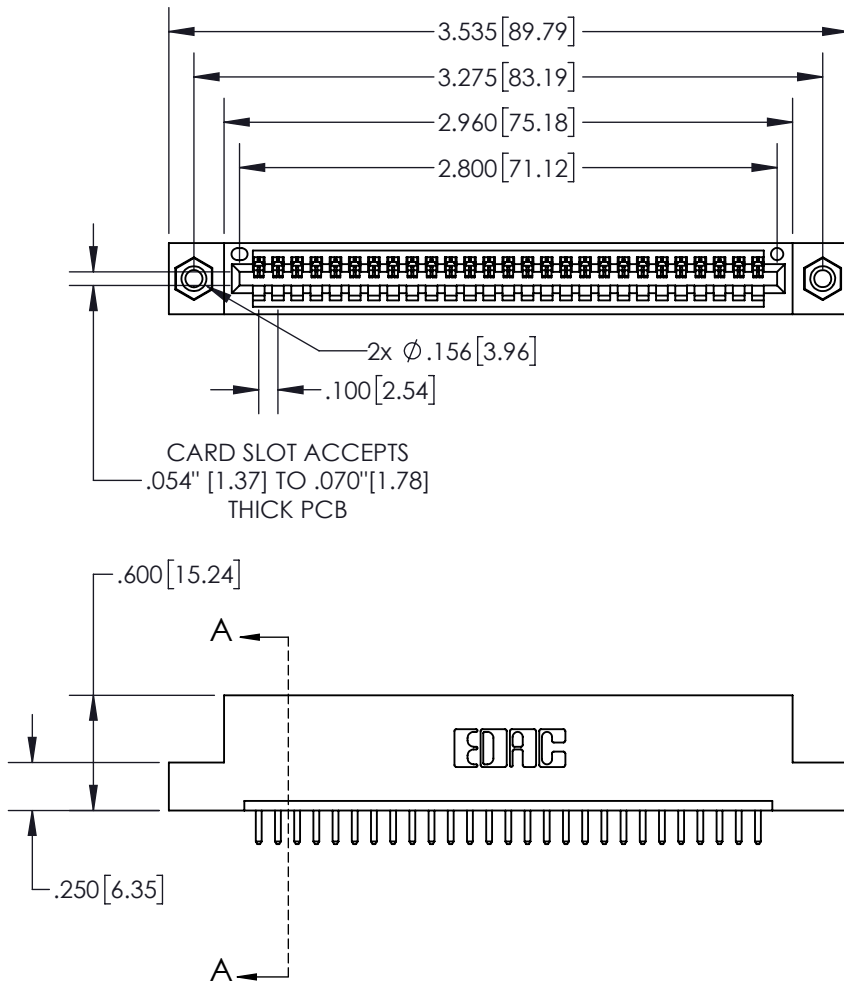 3.535[89.79]
3.275[83.19]
2.960[75.18]
2.800[71.12]
2x Ø.156[3.96]
.100[2.54]
CARD SLOT ACCEPTS
.054" [1.37] TO .070"[1.78]
THICK PCB
.600[15.24]
A
EDAC
.250[6.35]
A